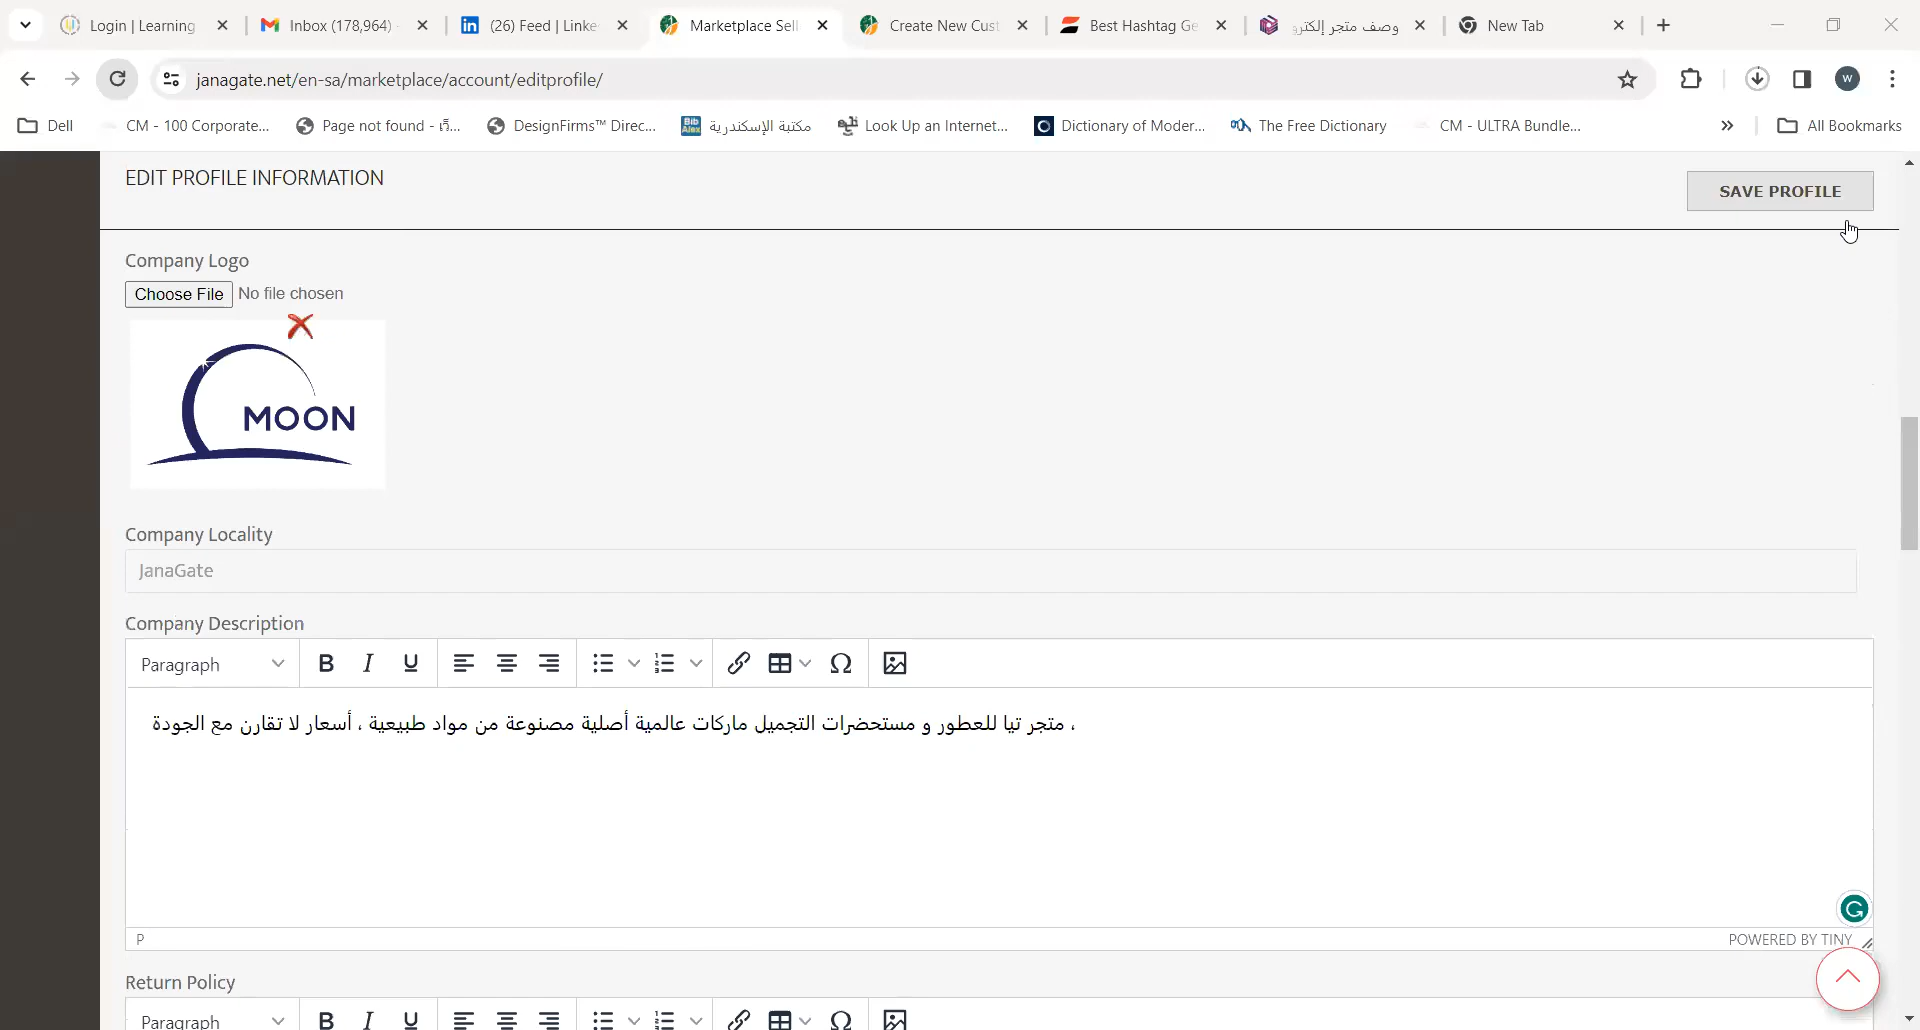 Login | Learning
Inbox (178,964)
(26) Feed | Linke
Marketplace Sell
Create New Cust
Best Hashtag Ge
وصف متجر إلكترو
New Tab
janagate.net/en-sa/marketplace/account/editprofile/
W
Dell
CM - 100 Corporate...
Page not found -
DesignFirms™ Direc...
Bib Alex
مكتبة الإسكندرية
Look Up an Internet...
Dictionary of Moder...
The Free Dictionary
CM - ULTRA Bundle...
All Bookmarks
EDIT PROFILE INFORMATION
SAVE PROFILE
Company Logo
Choose File No file chosen
MOON
Company Locality
JanaGate
Company Description
Paragraph
B I U
متجر تيا للعطور و مستحضرات التجميل ماركات عالمية أصلية مصنوعة من مواد طبيعية ، أسعار لا تقارن مع الجودة ،
P
POWERED BY TINY
Return Policy
Paragraph
B I U